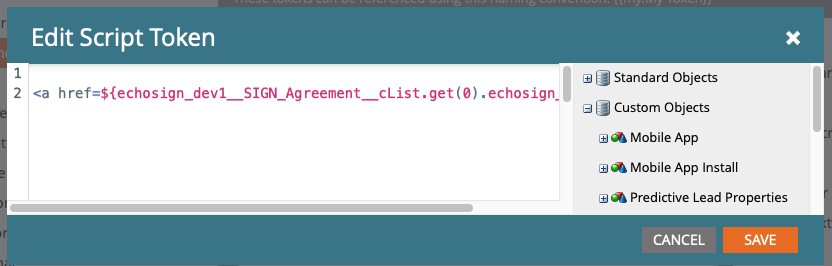 these tokens can be referenced using this naming convention: {{my.My Token}}
Edit Script Token
1
2 <a href=${echosign_dev1__SIGN_Agreement__cList.get(0).echosign_
Standard Objects
Custom Objects
Mobile App
Mobile App Install
Predictive Lead Properties
CANCEL
SAVE